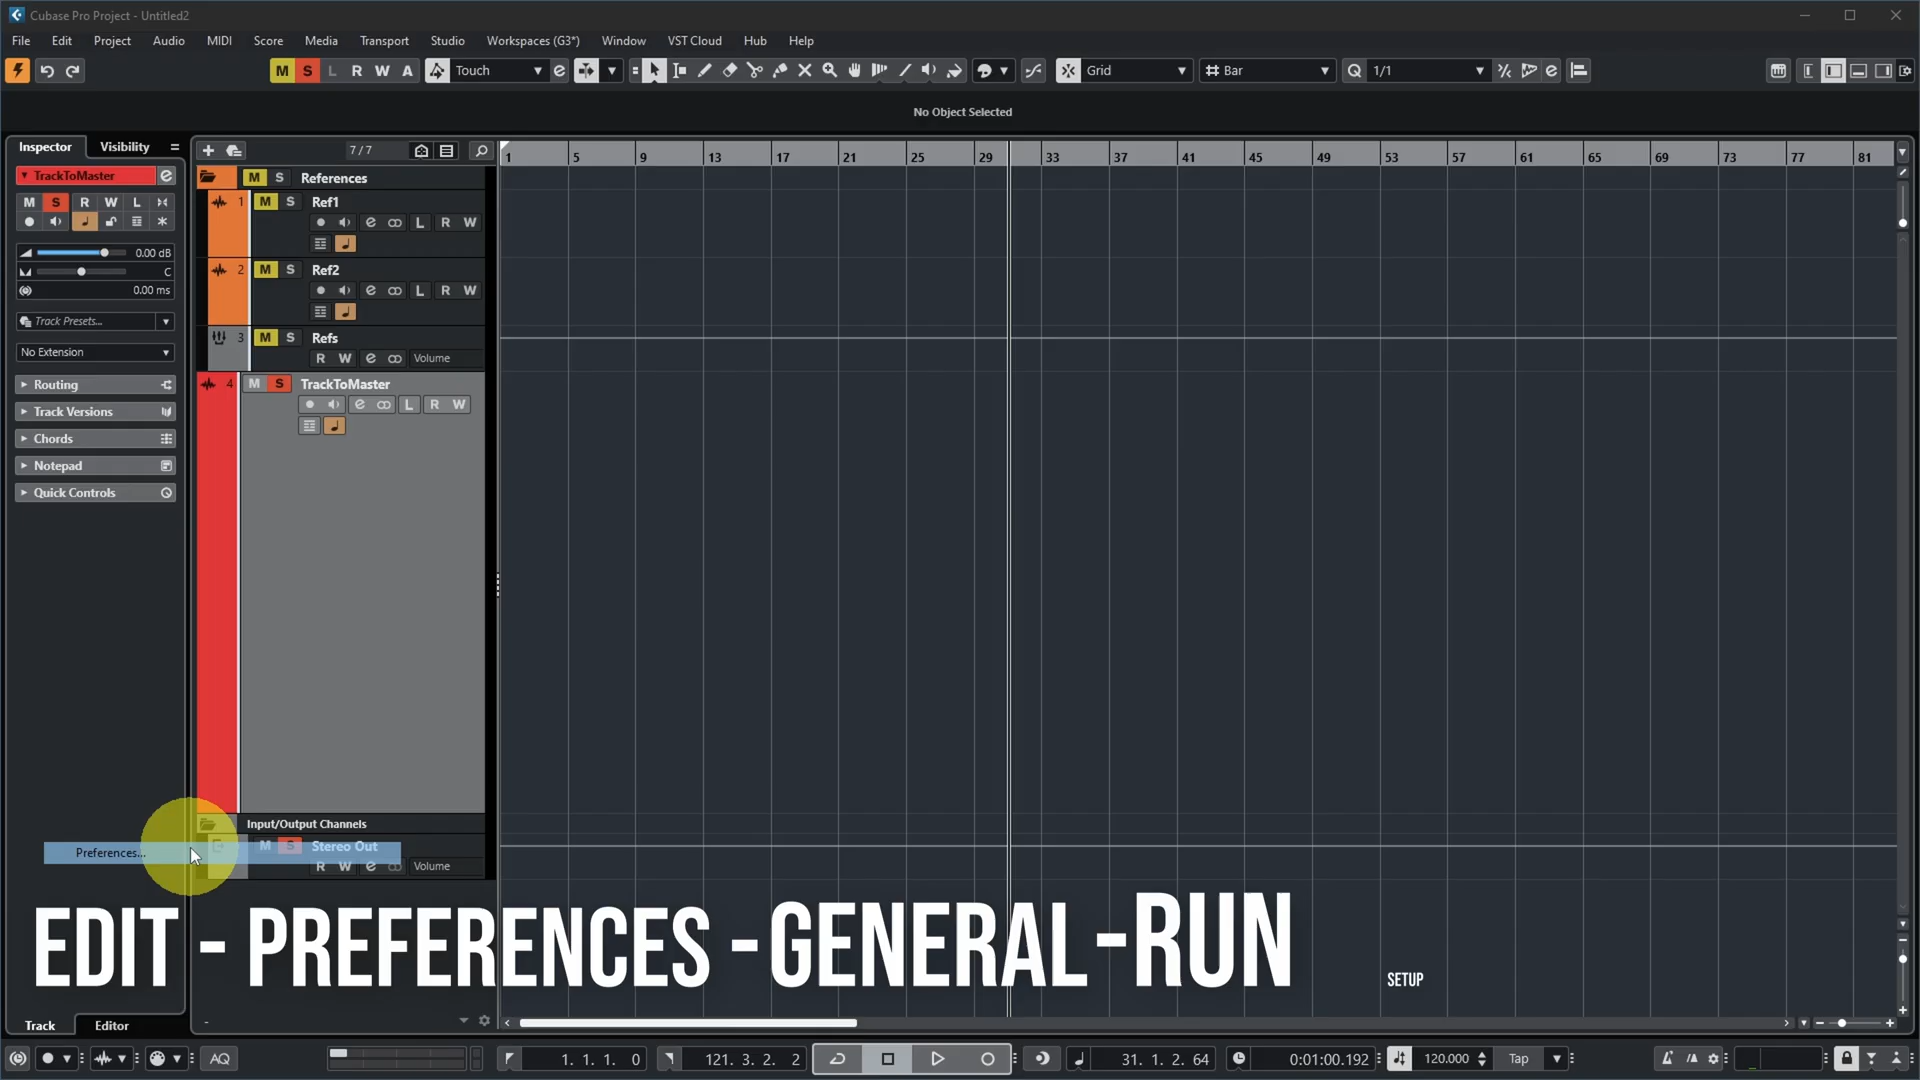 Cubase Pro Project - Untitled2
File Edit Project Audio MIDI Score Media Transport Studio Workspaces (G3*) Window VST Cloud Hub Help
M S L R W A Touch e Grid Bar Q 1/1 e
No Object Selected
Inspector Visibility
7 / 7
1 5 9 13 17 21 25 29 33 37 41 45 49 53 57 61 65 69 73 77 81
TrackToMaster e
M S R W L
0.00 dB
C
0.00 ms
Track Presets...
No Extension
Routing
Track Versions
Chords
Notepad
Quick Controls
M S References
1 M S Ref1
e L R W
2 M S Ref2
e L R W
3 M S Refs
R W e Volume
4 M S TrackToMaster
e L R W
Input/Output Channels
M S Stereo Out
R W e Volume
Preferences...
EDIT - PREFERENCES - GENERAL - RUN SETUP
Track Editor
AQ 1. 1. 1. 0 121. 3. 2. 2 31. 1. 2. 64 0:01:00.192 120.000 Tap